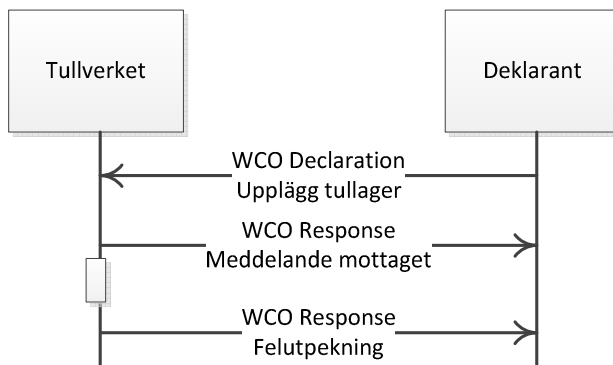 Tullverket
Deklarant
WCO Declaration
Upplägg tullager
WCO Response
Meddelande mottaget
WCO Response
Felutpekning